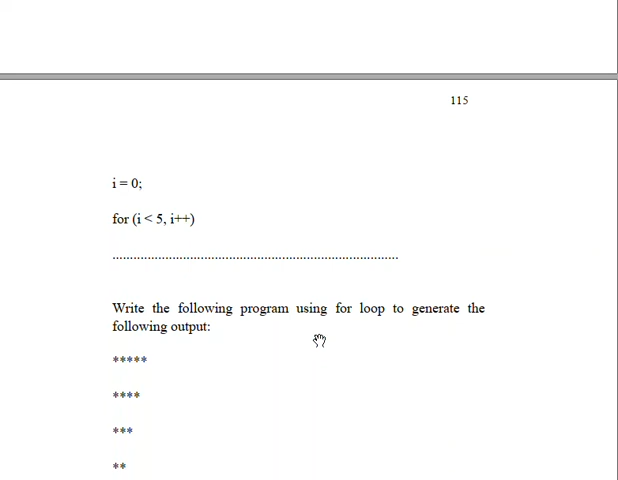 115
i = 0;
for (i < 5, i++)
.................................................................................
Write the following program using for loop to generate the
following output:
*****
****
***
**